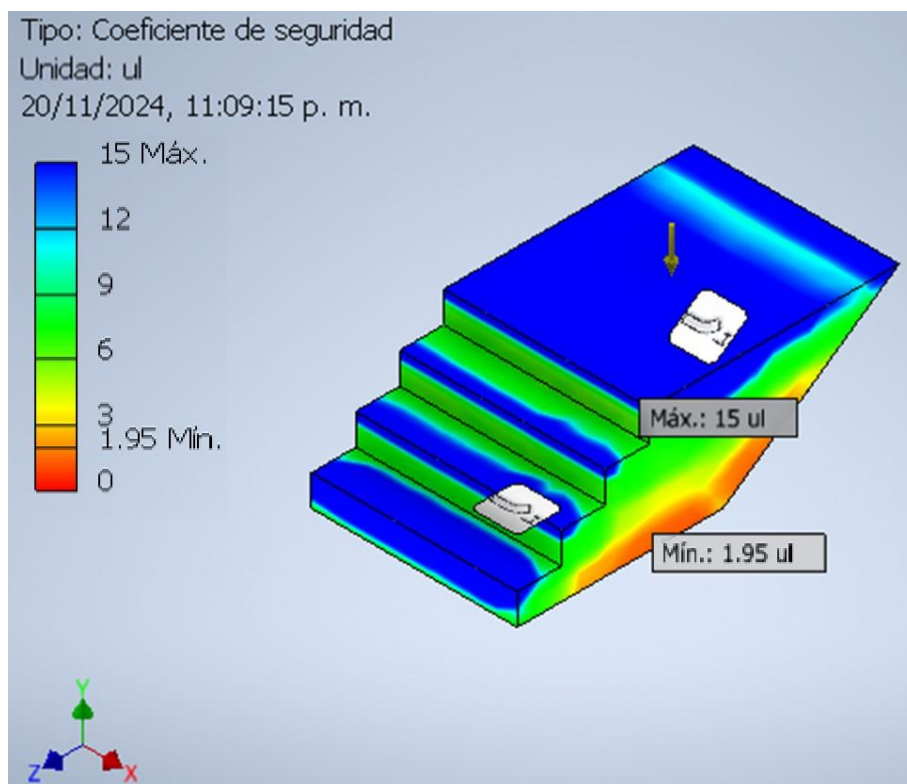 Tipo: Coeficiente de seguridad
Unidad: ul
20/11/2024, 11:09:15 p. m.
15 Máx.
12
9
6
3
1.95 Mín.
0
Máx.: 15 ul
Mín.: 1.95 ul
Y
Z
X